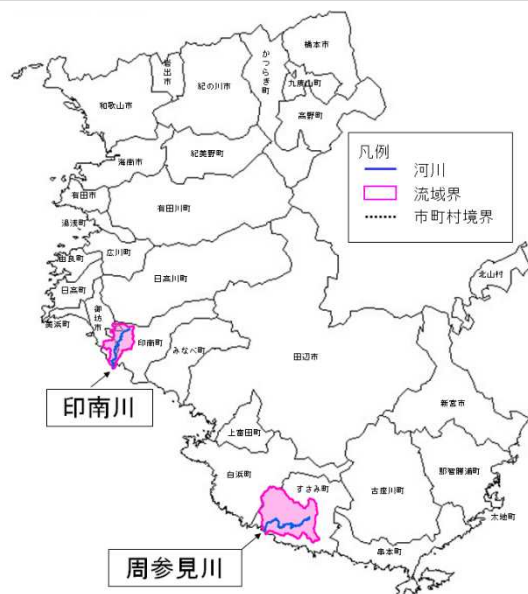 橋本市
かつらぎ町
岩出市
紀の川市
九度山町
和歌山市
高野町
海南市
紀美野町
凡例
河川
流域界
市町村境界
有田市
有田川町
湯浅町
広川町
由良町
日高川町
北山村
日高町
御坊市
美浜町
印南町
みなべ町
田辺市
印南川
新宮市
上富田町
白浜町
すさみ町
古座川町
那智勝浦町
太地町
周参見川
串本町